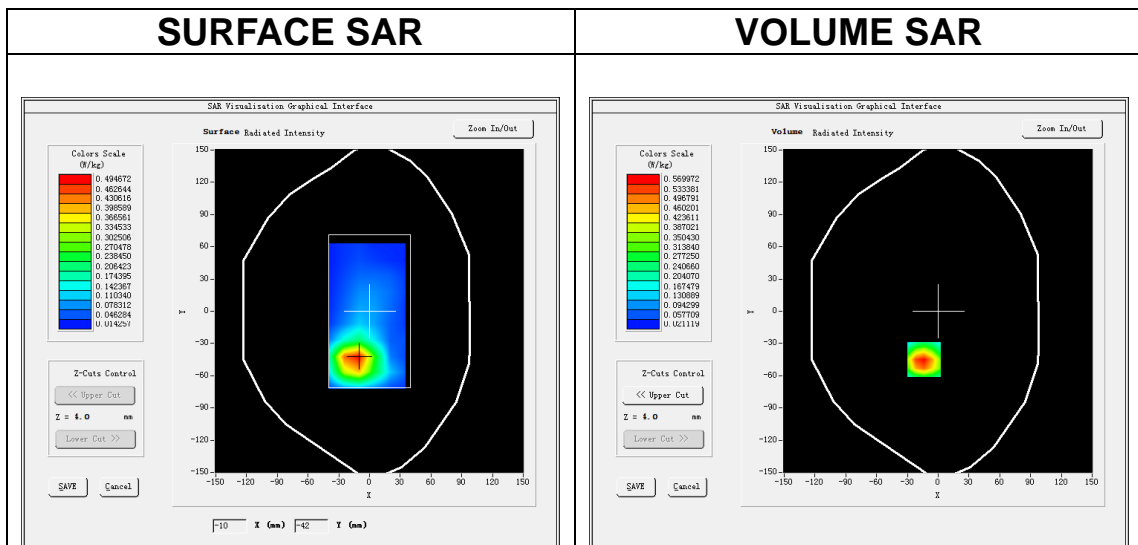 SURFACE SAR
VOLUME SAR
SAR Visualisation Graphical Interface
Surface Radiated Intensity
Zoom In/Out
Colors Scale
(W/kg)
0.494672
0.462644
0.430616
0.398589
0.366561
0.334533
0.302506
0.270478
0.238450
0.206423
0.174395
0.142367
0.110340
0.078312
0.046284
0.014257
150
120
90
60
30
0
-30
-60
-90
-120
-150
Y
-150 -120 -90 -60 -30 0 30 60 90 120 150
X
Z-Cuts Control
<< Upper Cut
Z = 4.0 mm
Lower Cut >>
SAVE Cancel
-10 X (mm) -42 Y (mm)
SAR Visualisation Graphical Interface
Volume Radiated Intensity
Zoom In/Out
Colors Scale
(W/kg)
0.569972
0.533381
0.496791
0.460201
0.423611
0.387021
0.350430
0.313840
0.277250
0.240660
0.204070
0.167479
0.130889
0.094299
0.057709
0.021119
150
120
90
60
30
0
-30
-60
-90
-120
-150
Y
-150 -120 -90 -60 -30 0 30 60 90 120 150
X
Z-Cuts Control
<< Upper Cut
Z = 4.0 mm
Lower Cut >>
SAVE Cancel